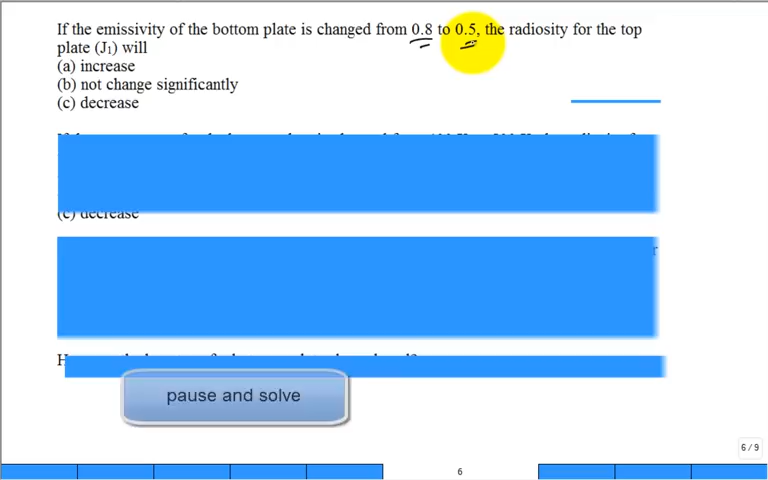 If the emissivity of the bottom plate is changed from 0.8 to 0.5, the radiosity for the top
plate (J₁) will
(a) increase
(b) not change significantly
(c) decrease
(c) decrease
pause and solve
6 / 9
6